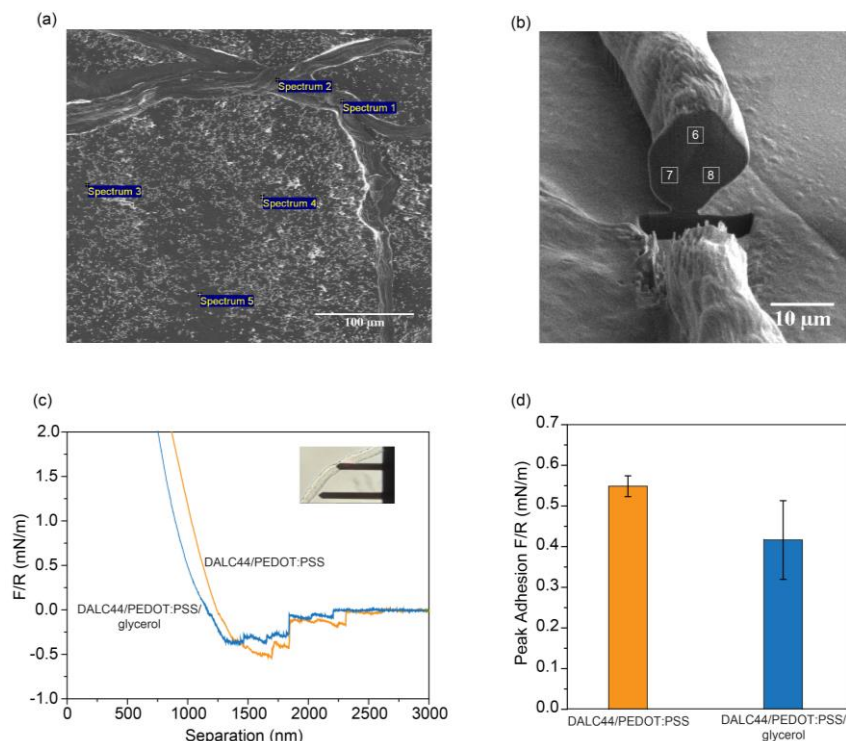 (a)
Spectrum 2
Spectrum 1
Spectrum 3
Spectrum 4
Spectrum 5
100 μm
(b)
6
7
8
10 μm
(c)
F/R (mN/m)
2.0
1.5
1.0
0.5
0.0
-0.5
-1.0
DALC44/PEDOT:PSS
DALC44/PEDOT:PSS/
glycerol
0
500
1000
1500
2000
2500
3000
Separation (nm)
(d)
Peak Adhesion F/R (mN/m)
0.7
0.6
0.5
0.4
0.3
0.2
0.1
0.0
DALC44/PEDOT:PSS
DALC44/PEDOT:PSS/
glycerol